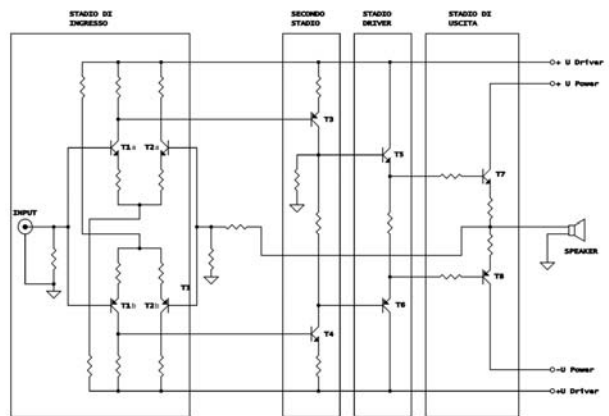 STADIO DI
INGRESSO
SECONDO
STADIO
STADIO
DRIVER
STADIO DI
USCITA
+ U Driver
+ U Power
T3
T1a
T2a
T5
T7
INPUT
SPEAKER
T1
T8
T1b
T2b
T6
T4
-U Power
+U Driver